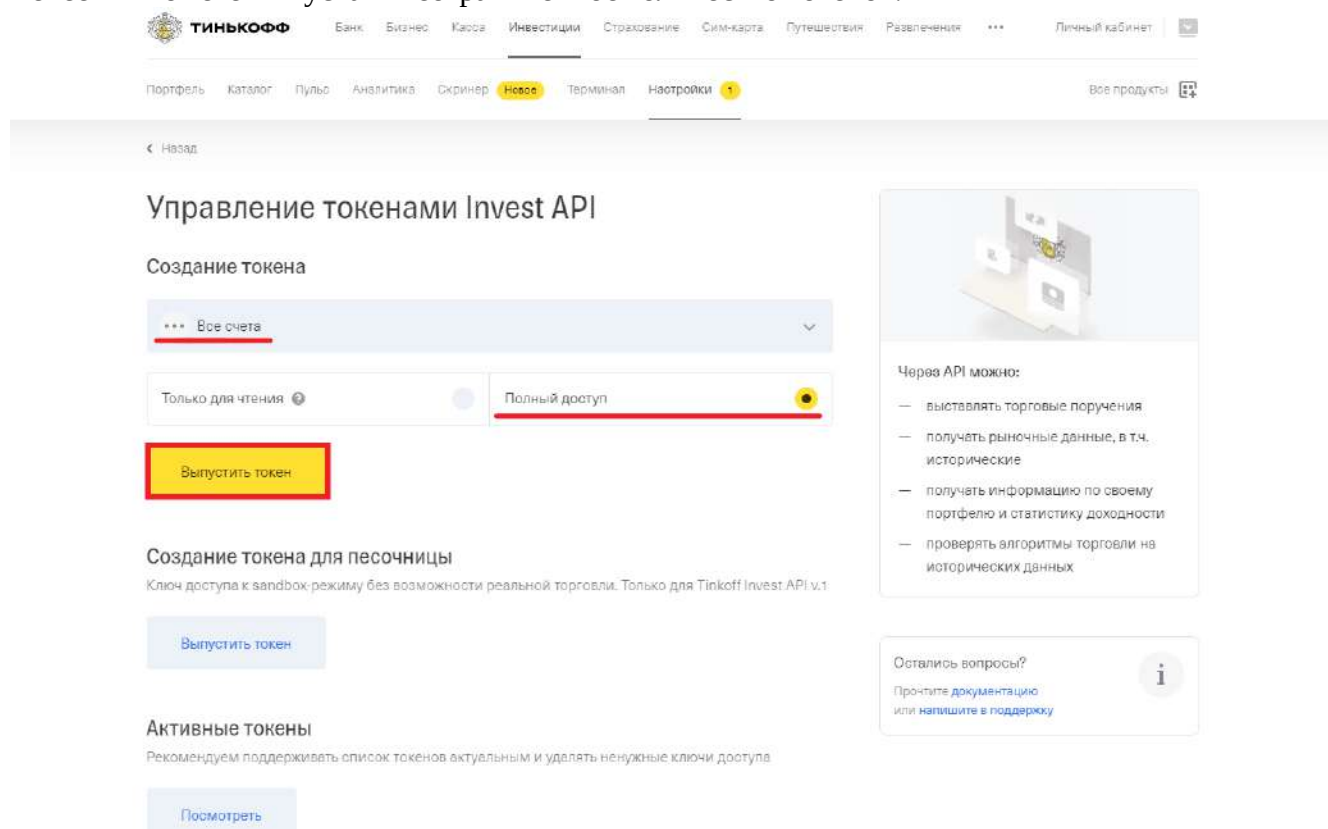 ТИНЬКОФФ Банк Бизнес Касса Инвестиции Страхование Сим-карта Путешествия Развлечения ••• Личный кабинет
Портфель Каталог Пульс Аналитика Скринер Новое Терминал Настройки 1 Все продукты
Назад
Управление токенами Invest API
Создание токена
Все счета
Только для чтения
Полный доступ
Выпустить токен
Создание токена для песочницы
Ключ доступа к sandbox-режиму без возможности реальной торговли. Только для Tinkoff Invest API v.1
Выпустить токен
Активные токены
Рекомендуем поддерживать список токенов актуальным и удалять ненужные ключи доступа
Посмотреть
Через API можно:
— выставлять торговые поручения
— получать рыночные данные, в т.ч.
исторические
— получать информацию по своему
портфелю и статистику доходности
— проверять алгоритмы торговли на
исторических данных
Остались вопросы?
Прочтите документацию
или напишите в поддержку